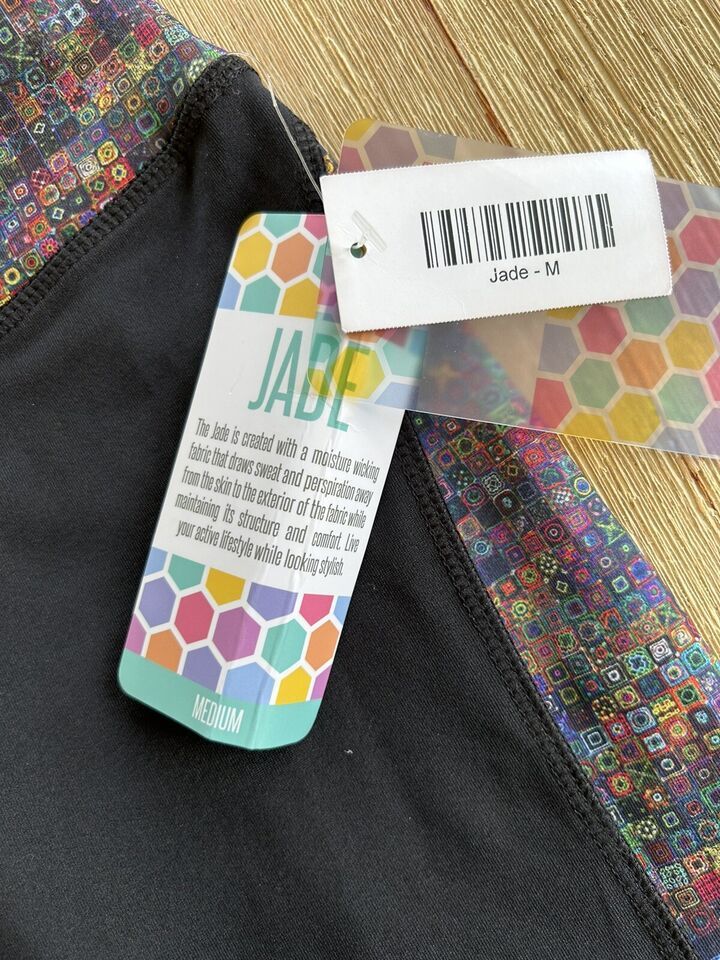 Jade - M
JADE
The Jade is created with a moisture wicking
fabric that draws sweat and perspiration away
from the skin to the exterior of the fabric while
maintaining its structure and comfort. Live
your active lifestyle while looking stylish.
MEDIUM